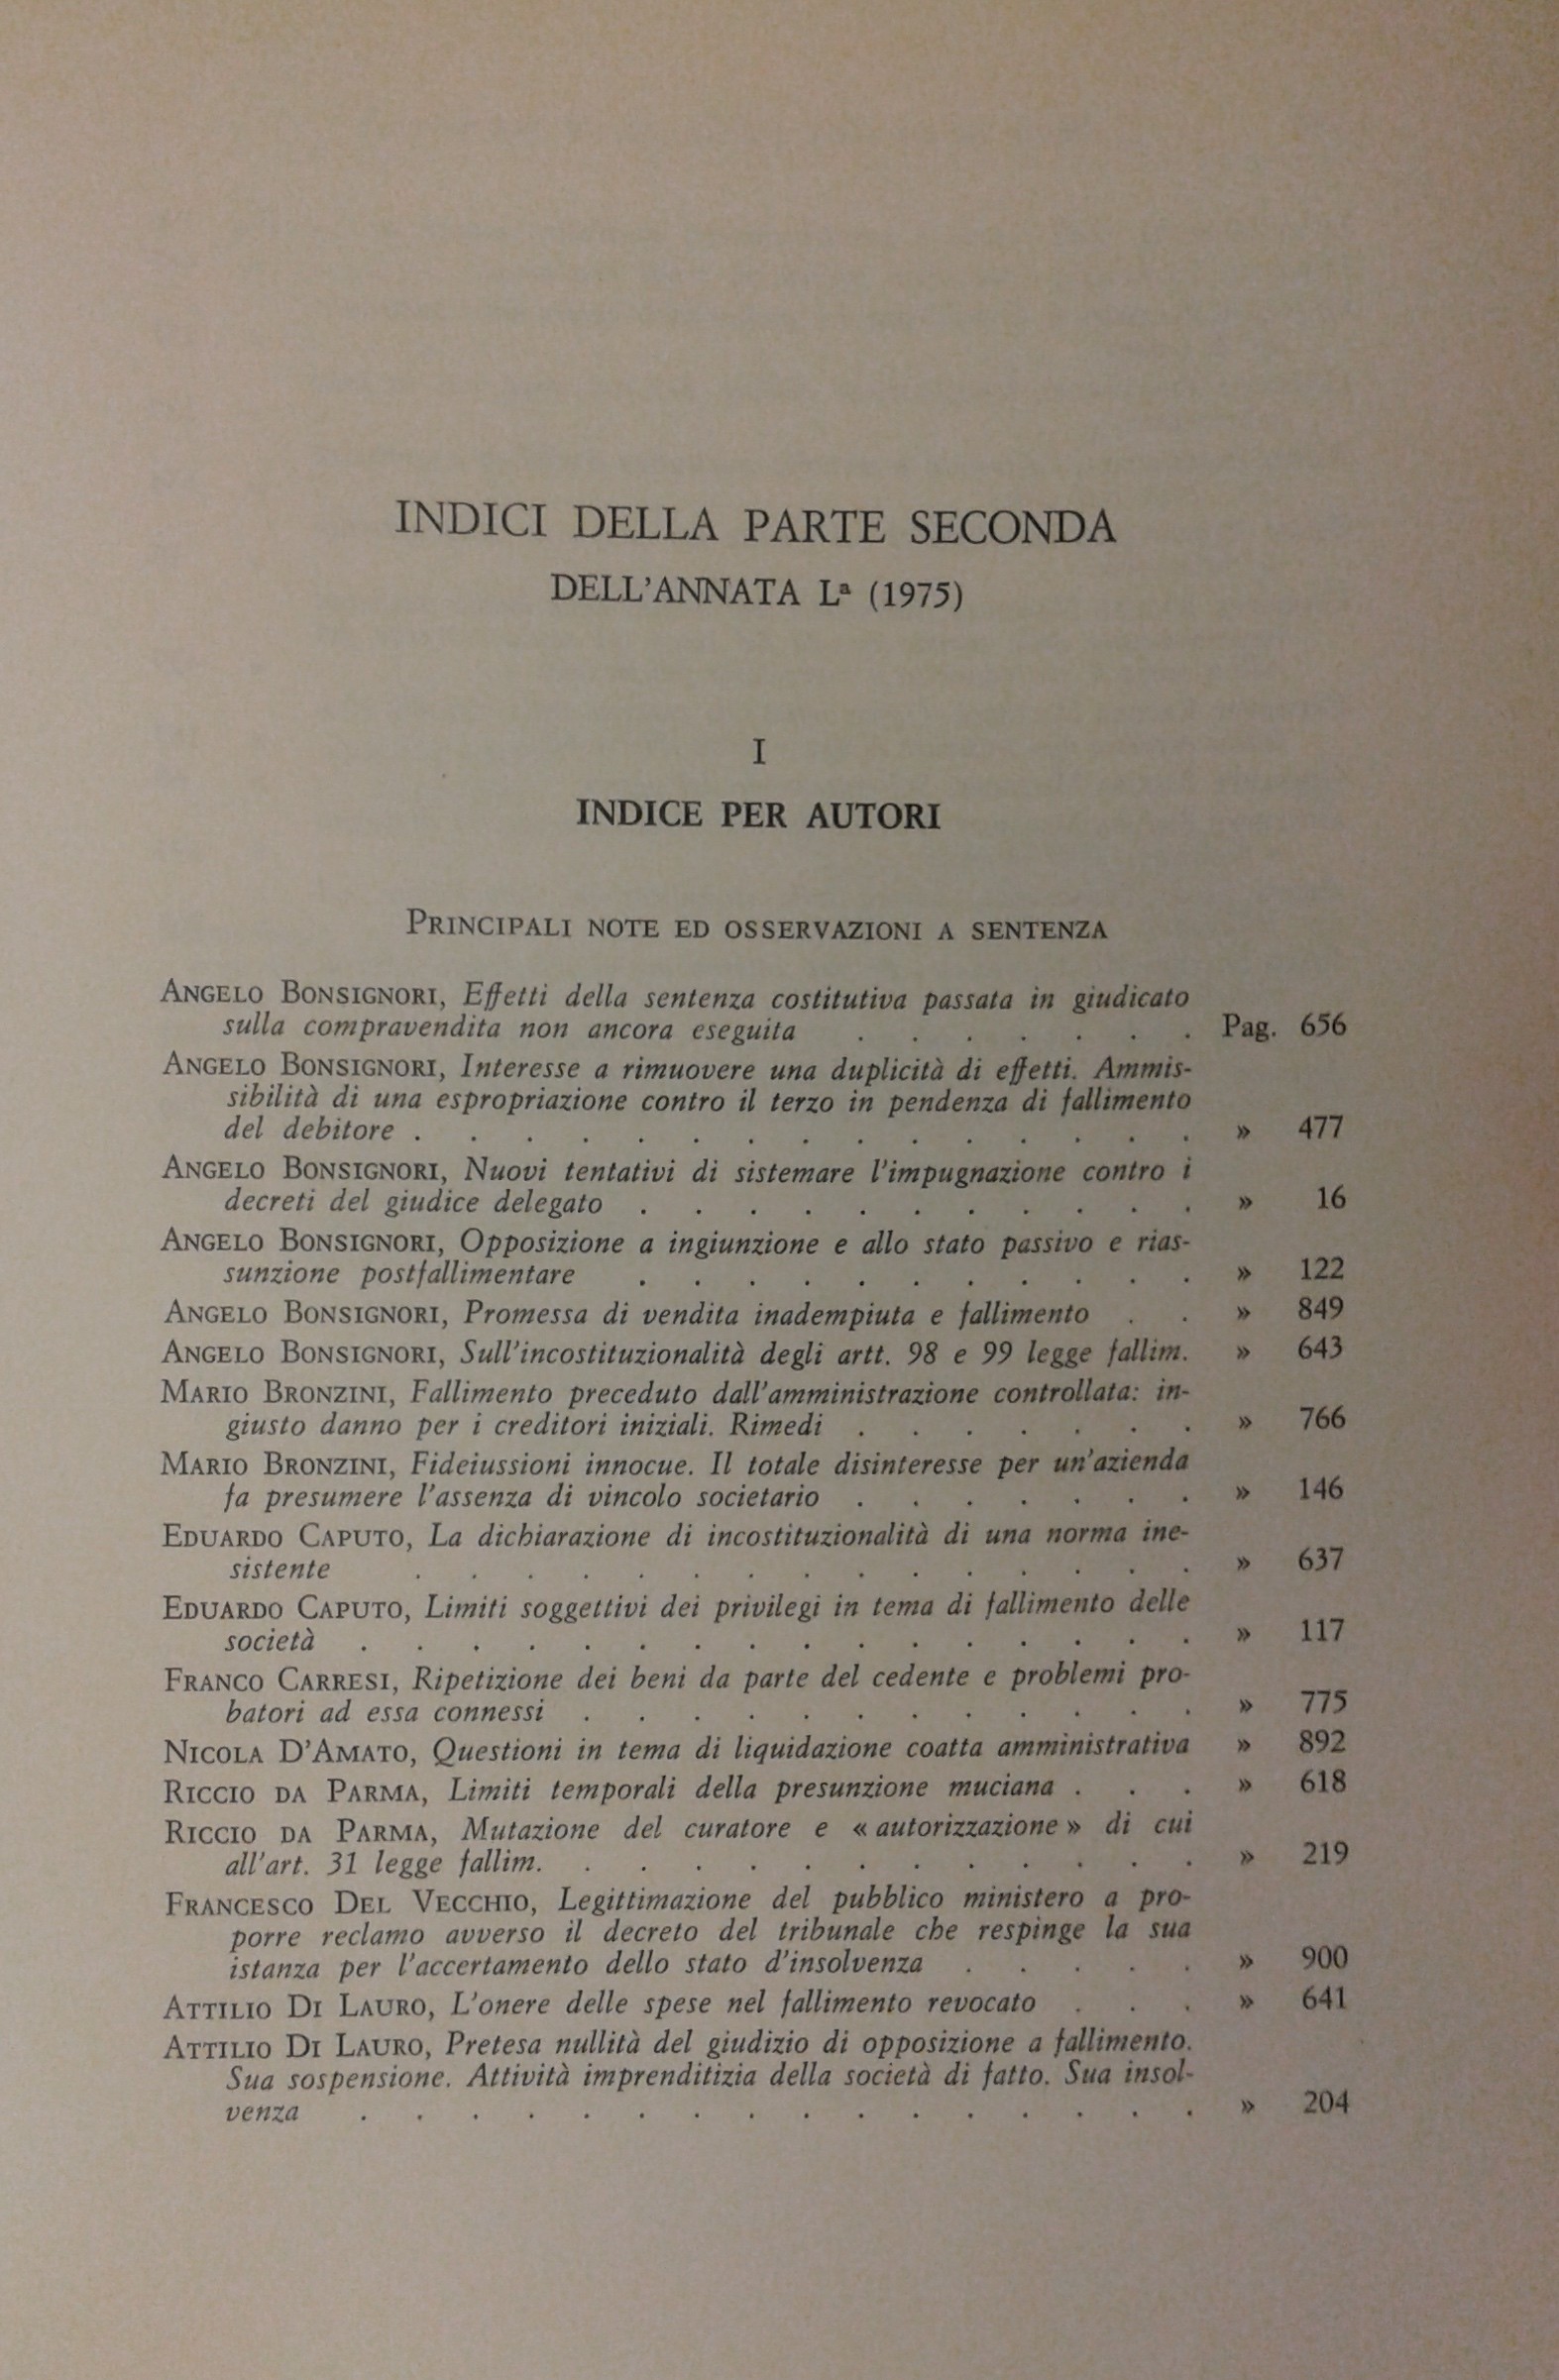 INDICI DELLA PARTE SECONDA
DELL'ANNATA Lª (1975)
I
INDICE PER AUTORI
PRINCIPALI NOTE ED OSSERVAZIONI A SENTENZA
ANGELO BONSIGNORI, Effetti della sentenza costitutiva passata in giudicato
sulla compravendita non ancora eseguita . . . . . . . Pag. 656
ANGELO BONSIGNORI, Interesse a rimuovere una duplicità di effetti. Ammis-
sibilità di una espropriazione contro il terzo in pendenza di fallimento
del debitore . . . . . . . . . . . . . . . » 477
ANGELO BONSIGNORI, Nuovi tentativi di sistemare l'impugnazione contro i
decreti del giudice delegato . . . . . . . . . . . » 16
ANGELO BONSIGNORI, Opposizione a ingiunzione e allo stato passivo e rias-
sunzione postfallimentare . . . . . . . . . . . » 122
ANGELO BONSIGNORI, Promessa di vendita inadempiuta e fallimento . . » 849
ANGELO BONSIGNORI, Sull'incostituzionalità degli artt. 98 e 99 legge fallim. » 643
MARIO BRONZINI, Fallimento preceduto dall'amministrazione controllata: in-
giusto danno per i creditori iniziali. Rimedi . . . . . . . » 766
MARIO BRONZINI, Fideiussioni innocue. Il totale disinteresse per un'azienda
fa presumere l'assenza di vincolo societario . . . . . . . » 146
EDUARDO CAPUTO, La dichiarazione di incostituzionalità di una norma ine-
sistente . . . . . . . . . . . . . . . » 637
EDUARDO CAPUTO, Limiti soggettivi dei privilegi in tema di fallimento delle
società . . . . . . . . . . . . . . . . » 117
FRANCO CARRESI, Ripetizione dei beni da parte del cedente e problemi pro-
batori ad essa connessi . . . . . . . . . . . . » 775
NICOLA D'AMATO, Questioni in tema di liquidazione coatta amministrativa » 892
RICCIO DA PARMA, Limiti temporali della presunzione muciana . . . » 618
RICCIO DA PARMA, Mutazione del curatore e « autorizzazione » di cui
all'art. 31 legge fallim. . . . . . . . . . . . . » 219
FRANCESCO DEL VECCHIO, Legittimazione del pubblico ministero a pro-
porre reclamo avverso il decreto del tribunale che respinge la sua
istanza per l'accertamento dello stato d'insolvenza . . . . . » 900
ATTILIO DI LAURO, L'onere delle spese nel fallimento revocato . . . » 641
ATTILIO DI LAURO, Pretesa nullità del giudizio di opposizione a fallimento.
Sua sospensione. Attività imprenditizia della società di fatto. Sua insol-
venza . . . . . . . . . . . . . . . . » 204